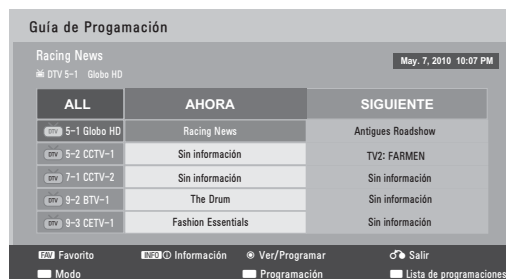 Guía de Progamación
Racing News
DTV 5-1 Globo HD
May. 7, 2010 10:07 PM
ALL AHORA SIGUIENTE
DTV 5-1 Globo HD Racing News Antigues Roadshow
DTV 5-2 CCTV-1 Sin información TV2: FARMEN
DTV 7-1 CCTV-2 Sin información Sin información
DTV 9-2 BTV-1 The Drum Sin información
DTV 9-3 CETV-1 Fashion Essentials Sin información
FAV Favorito INFO ⓘ Información ◉ Ver/Programar Salir
Modo Programación Lista de programaciones